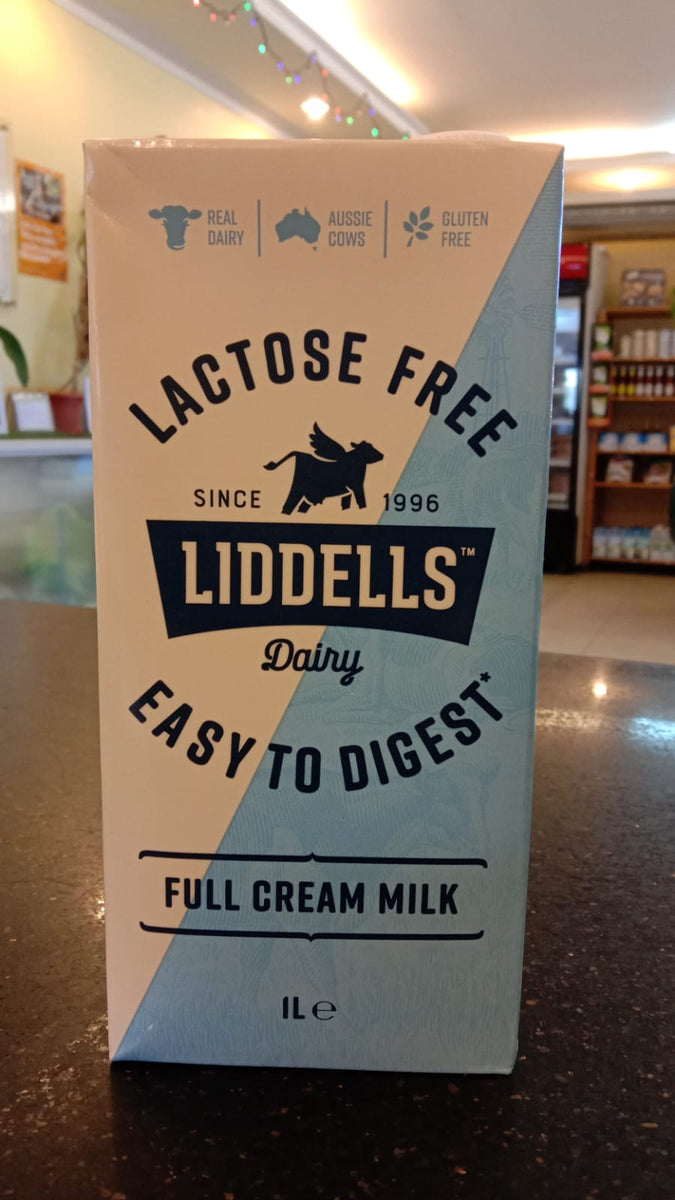 REAL DAIRY
AUSSIE COWS
GLUTEN FREE
LACTOSE FREE
SINCE 1996
LIDDELLS™
Dairy
EASY TO DIGEST*
FULL CREAM MILK
1L ℮